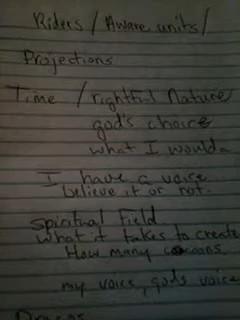 Riders / Aware units /
Projections
Time / rightful Nature
god's choice
what I would
I have a voice
believe it or not.
Spiritual Field
what it takes to create
How many cocoons
my voice, gods voice